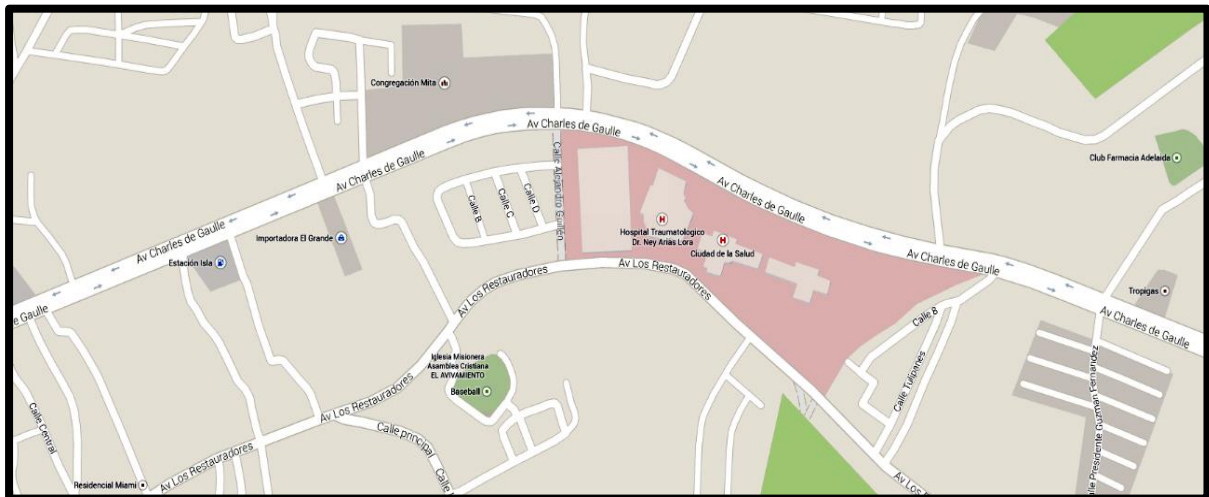 Congregación Mita
Av Charles de Gaulle
Av Charles de Gaulle
Calle Alejandro Guillén
Club Farmacia Adelaida
Av Charles de Gaulle
Calle B
Calle C
Calle D
Hospital Traumatologico
Dr. Ney Arias Lora
H
H
Ciudad de la Salud
Importadora El Grande
Av Charles de Gaulle
Estación Isla
Av Los Restauradores
Av Los Restauradores
Av Charles de Gaulle
Tropigas
e Gaulle
Av Charles de Gaulle
Calle 8
Iglesia Misionera
Asamblea Cristiana
EL AVIVAMIENTO
Baseball
Calle Tulipanes
alle Presidente Guzman Fernandez
Av Los Restauradores
Calle Central
Calle principal
Av Los Restauradores
Residencial Miami
Av Los Res